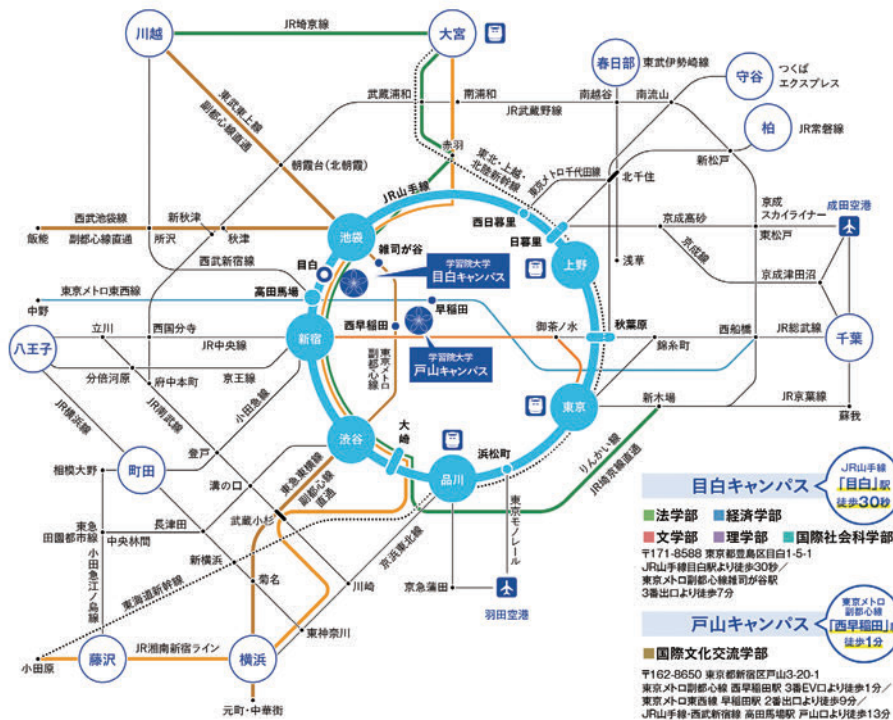 JR埼京線
川越
大宮
春日部
東武伊勢崎線
守谷
つくば
エクスプレス
柏
JR常磐線
武蔵浦和
南浦和
南越谷
南流山
JR武蔵野線
東武東上線
副都心線直通
朝霞台(北朝霞)
赤羽
東北・上越・
北陸新幹線
東京メトロ千代田線
北千住
新松戸
JR山手線
西日暮里
日暮里
京成高砂
京成
スカイライナー
成田空港
東松戸
京成線
京成津田沼
西武池袋線
新秋津
飯能
副都心線直通
所沢
秋津
池袋
雑司が谷
学習院大学
目白キャンパス
目白
西武新宿線
高田馬場
上野
浅草
東京メトロ東西線
中野
早稲田
西早稲田
学習院大学
戸山キャンパス
八王子
立川
西国分寺
JR中央線
新宿
御茶ノ水
秋葉原
錦糸町
西船橋
JR総武線
千葉
分倍河原
府中本町
京王線
小田急線
東京メトロ
副都心線
JR横浜線
JR南武線
東京
新木場
JR京葉線
蘇我
渋谷
大崎
品川
浜松町
りんかい線
JR埼京線直通
町田
相模大野
登戸
溝の口
東急東横線
副都心線
直通
東急
田園都市線
中央林間
長津田
武蔵小杉
新横浜
小田急江ノ島線
東海道新幹線
菊名
川崎
京浜東北線
東京モノレール
京急蒲田
羽田空港
東神奈川
小田原
藤沢
JR湘南新宿ライン
横浜
元町・中華街
目白キャンパス
JR山手線
「目白」駅
徒歩30秒
法学部 経済学部
文学部 理学部 国際社会科学部
〒171-8588 東京都豊島区目白1-5-1
JR山手線目白駅より徒歩30秒/
東京メトロ副都心線雑司が谷駅
3番出口より徒歩7分
戸山キャンパス
東京メトロ
副都心線
「西早稲田」
徒歩1分
国際文化交流学部
〒162-8650 東京都新宿区戸山3-20-1
東京メトロ副都心線 西早稲田駅 3番EV口より徒歩1分/
東京メトロ東西線 早稲田駅 2番出口より徒歩9分/
JR山手線・西武新宿線 高田馬場駅 戸山口より徒歩13分